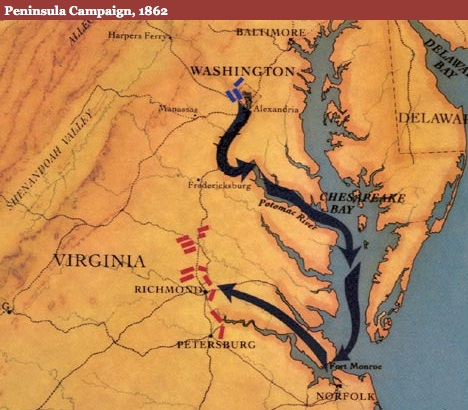 Peninsula Campaign, 1862
Harpers Ferry
BALTIMORE
WASHINGTON
DELAWARE
BAY
Manassas
Alexandria
DELAWAR
SHENANDOAH VALLEY
Fredericksburg
CHESAPEAKE
BAY
Potomac River
VIRGINIA
RICHMOND
PETERSBURG
Fort Monroe
NORFOLK